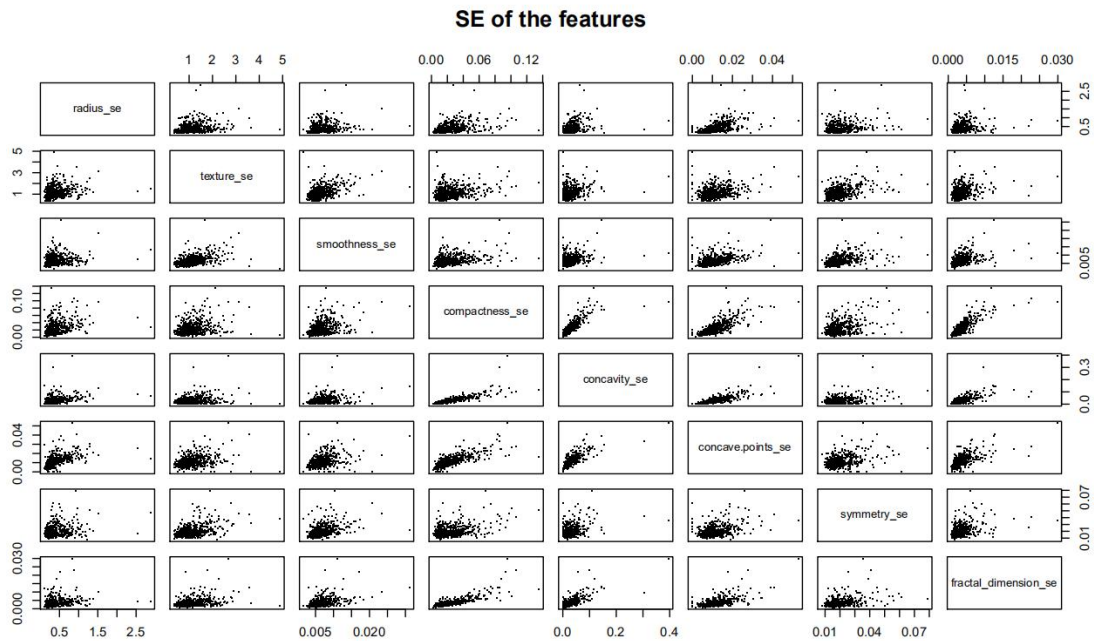 SE of the features
1 2 3 4 5
0.00 0.06 0.12
0.00 0.02 0.04
0.000 0.015 0.030
radius_se
0.5 2.5
1 3 5
texture_se
smoothness_se
0.005
0.00 0.10
compactness_se
concavity_se
0.0 0.3
0.00 0.04
concave.points_se
symmetry_se
0.01 0.07
0.000 0.030
fractal_dimension_se
0.5 1.5 2.5
0.005 0.020
0.0 0.1 0.2 0.3 0.4
0.01 0.04 0.07